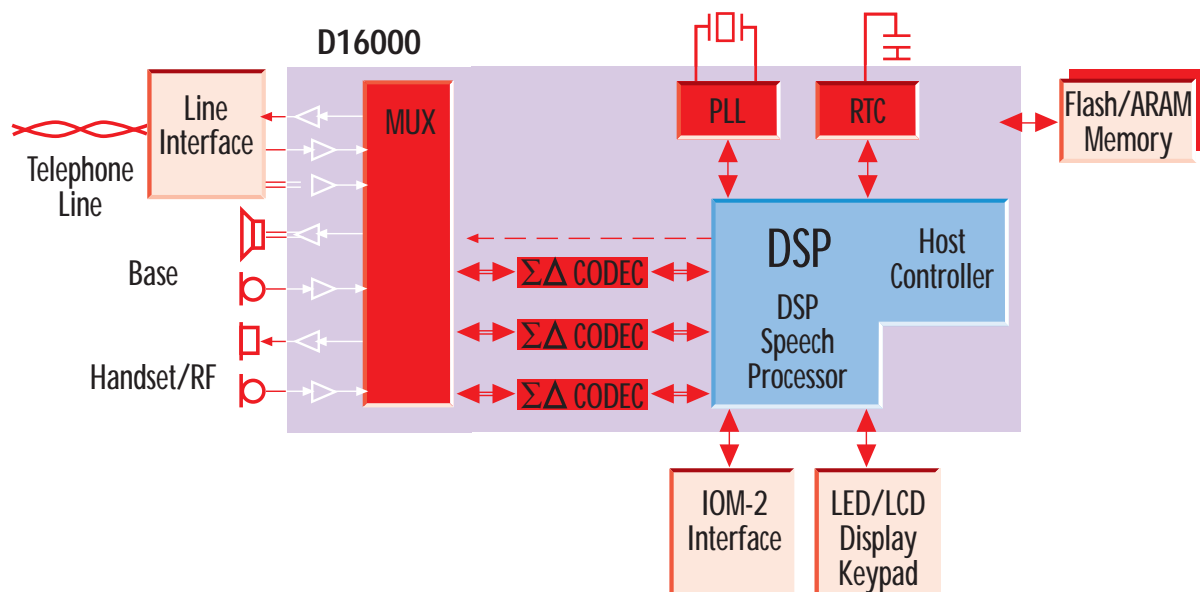 D16000
Line
Interface
MUX
PLL
RTC
Flash/ARAM
Memory
Telephone
Line
DSP
Host
Controller
Base
ΣΔ CODEC
DSP
Speech
Processor
ΣΔ CODEC
Handset/RF
ΣΔ CODEC
IOM-2
Interface
LED/LCD
Display
Keypad